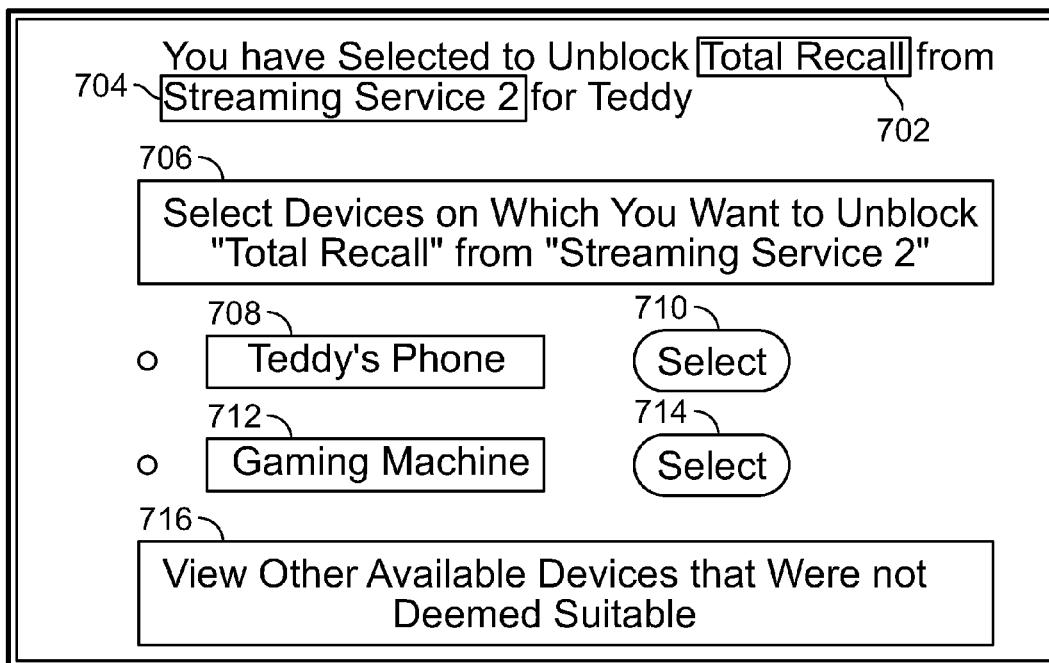 You have Selected to Unblock Total Recall from
704 Streaming Service 2 for Teddy
702
706
Select Devices on Which You Want to Unblock
"Total Recall" from "Streaming Service 2"
708 710
Teddy's Phone Select
712 714
Gaming Machine Select
716
View Other Available Devices that Were not
Deemed Suitable